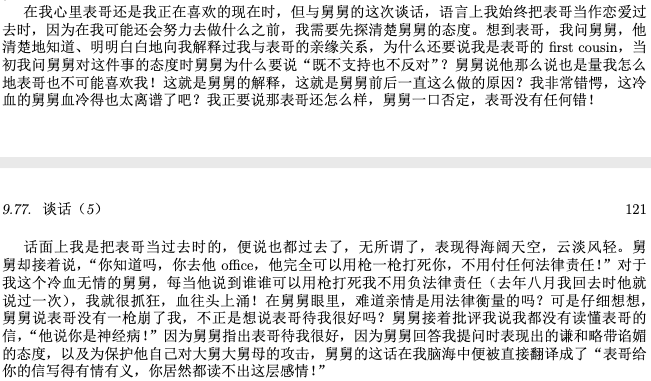 在我心里表哥还是我正在喜欢的现在时，但与舅舅的这次谈话，语言上我始终把表哥当作恋爱过
去时，因为在我可能还会努力去做什么之前，我需要先探清楚舅舅的态度。想到表哥，我问舅舅，他
清楚地知道、明明白白地向我解释过我与表哥的亲缘关系，为什么还要说我是表哥的 first cousin，当
初我问舅舅对这件事的态度时舅舅为什么要说“既不支持也不反对”？舅舅说他那么说也是量我怎么
地表哥也不可能喜欢我！这就是舅舅的解释，这就是舅舅前后一直这么做的原因？我非常错愕，这冷
血的舅舅血冷得也太离谱了吧？我正要说那表哥还怎么样，舅舅一口否定，表哥没有任何错！
9.77. 谈话（5） 121
话面上我是把表哥当过去时的，便说也都过去了，无所谓了，表现得海阔天空，云淡风轻。舅
舅却接着说，“你知道吗，你去他 office，他完全可以用枪一枪打死你，不用付任何法律责任！”对于
我这个冷血无情的舅舅，每当他说到谁谁可以用枪打死我不用负法律责任（去年八月我回去时他就
说过一次），我就很抓狂，血往头上涌！在舅舅眼里，难道亲情是用法律衡量的吗？可是仔细想想，
舅舅说表哥没有一枪崩了我，不正是想说表哥待我很好吗？舅舅接着批评我说我都没有读懂表哥的
信，“他说你是神经病！”因为舅舅指出表哥待我很好，因为舅舅回答我提问时表现出的谦和略带谄媚
的态度，以及为保护他自己对大舅大舅母的攻击，舅舅的这话在我脑海中便被直接翻译成了“表哥给
你的信写得有情有义，你居然都读不出这层感情！”